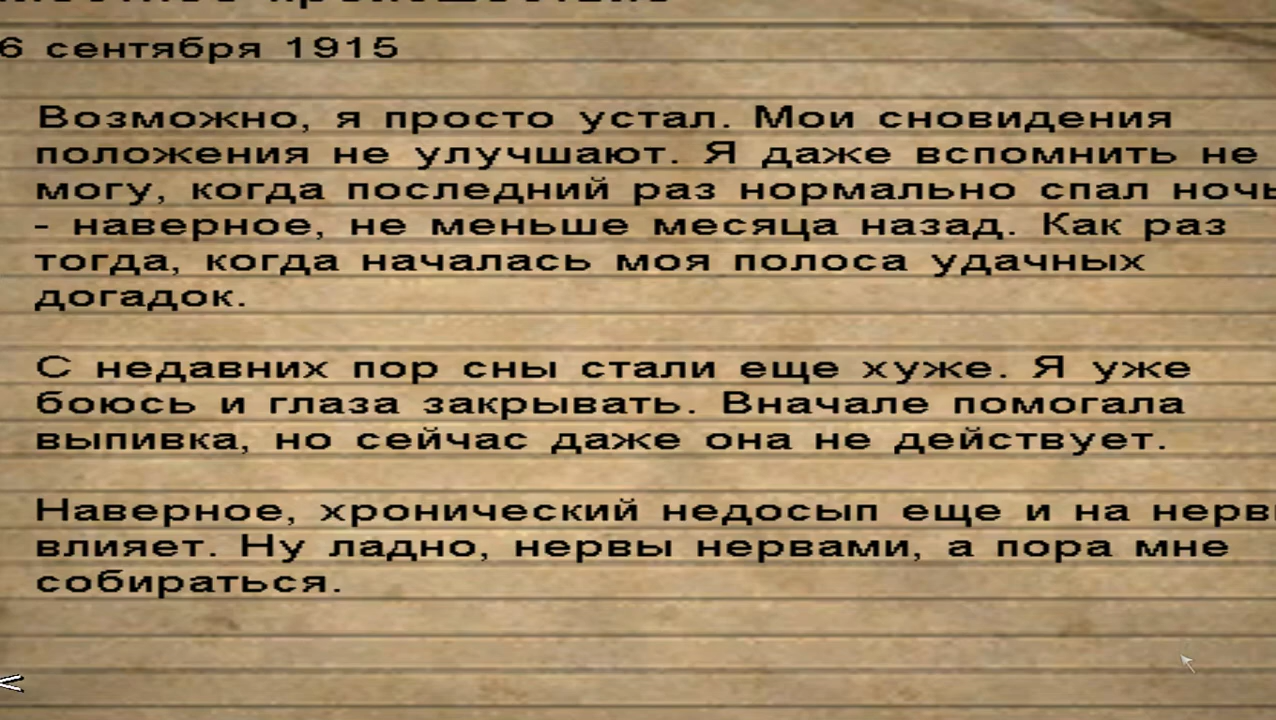 6 сентября 1915
Возможно, я просто устал. Мои сновидения
положения не улучшают. Я даже вспомнить не
могу, когда последний раз нормально спал ночь
- наверное, не меньше месяца назад. Как раз
тогда, когда началась моя полоса удачных
догадок.
С недавних пор сны стали еще хуже. Я уже
боюсь и глаза закрывать. Вначале помогала
выпивка, но сейчас даже она не действует.
Наверное, хронический недосып еще и на нервы
влияет. Ну ладно, нервы нервами, а пора мне
собираться.
<